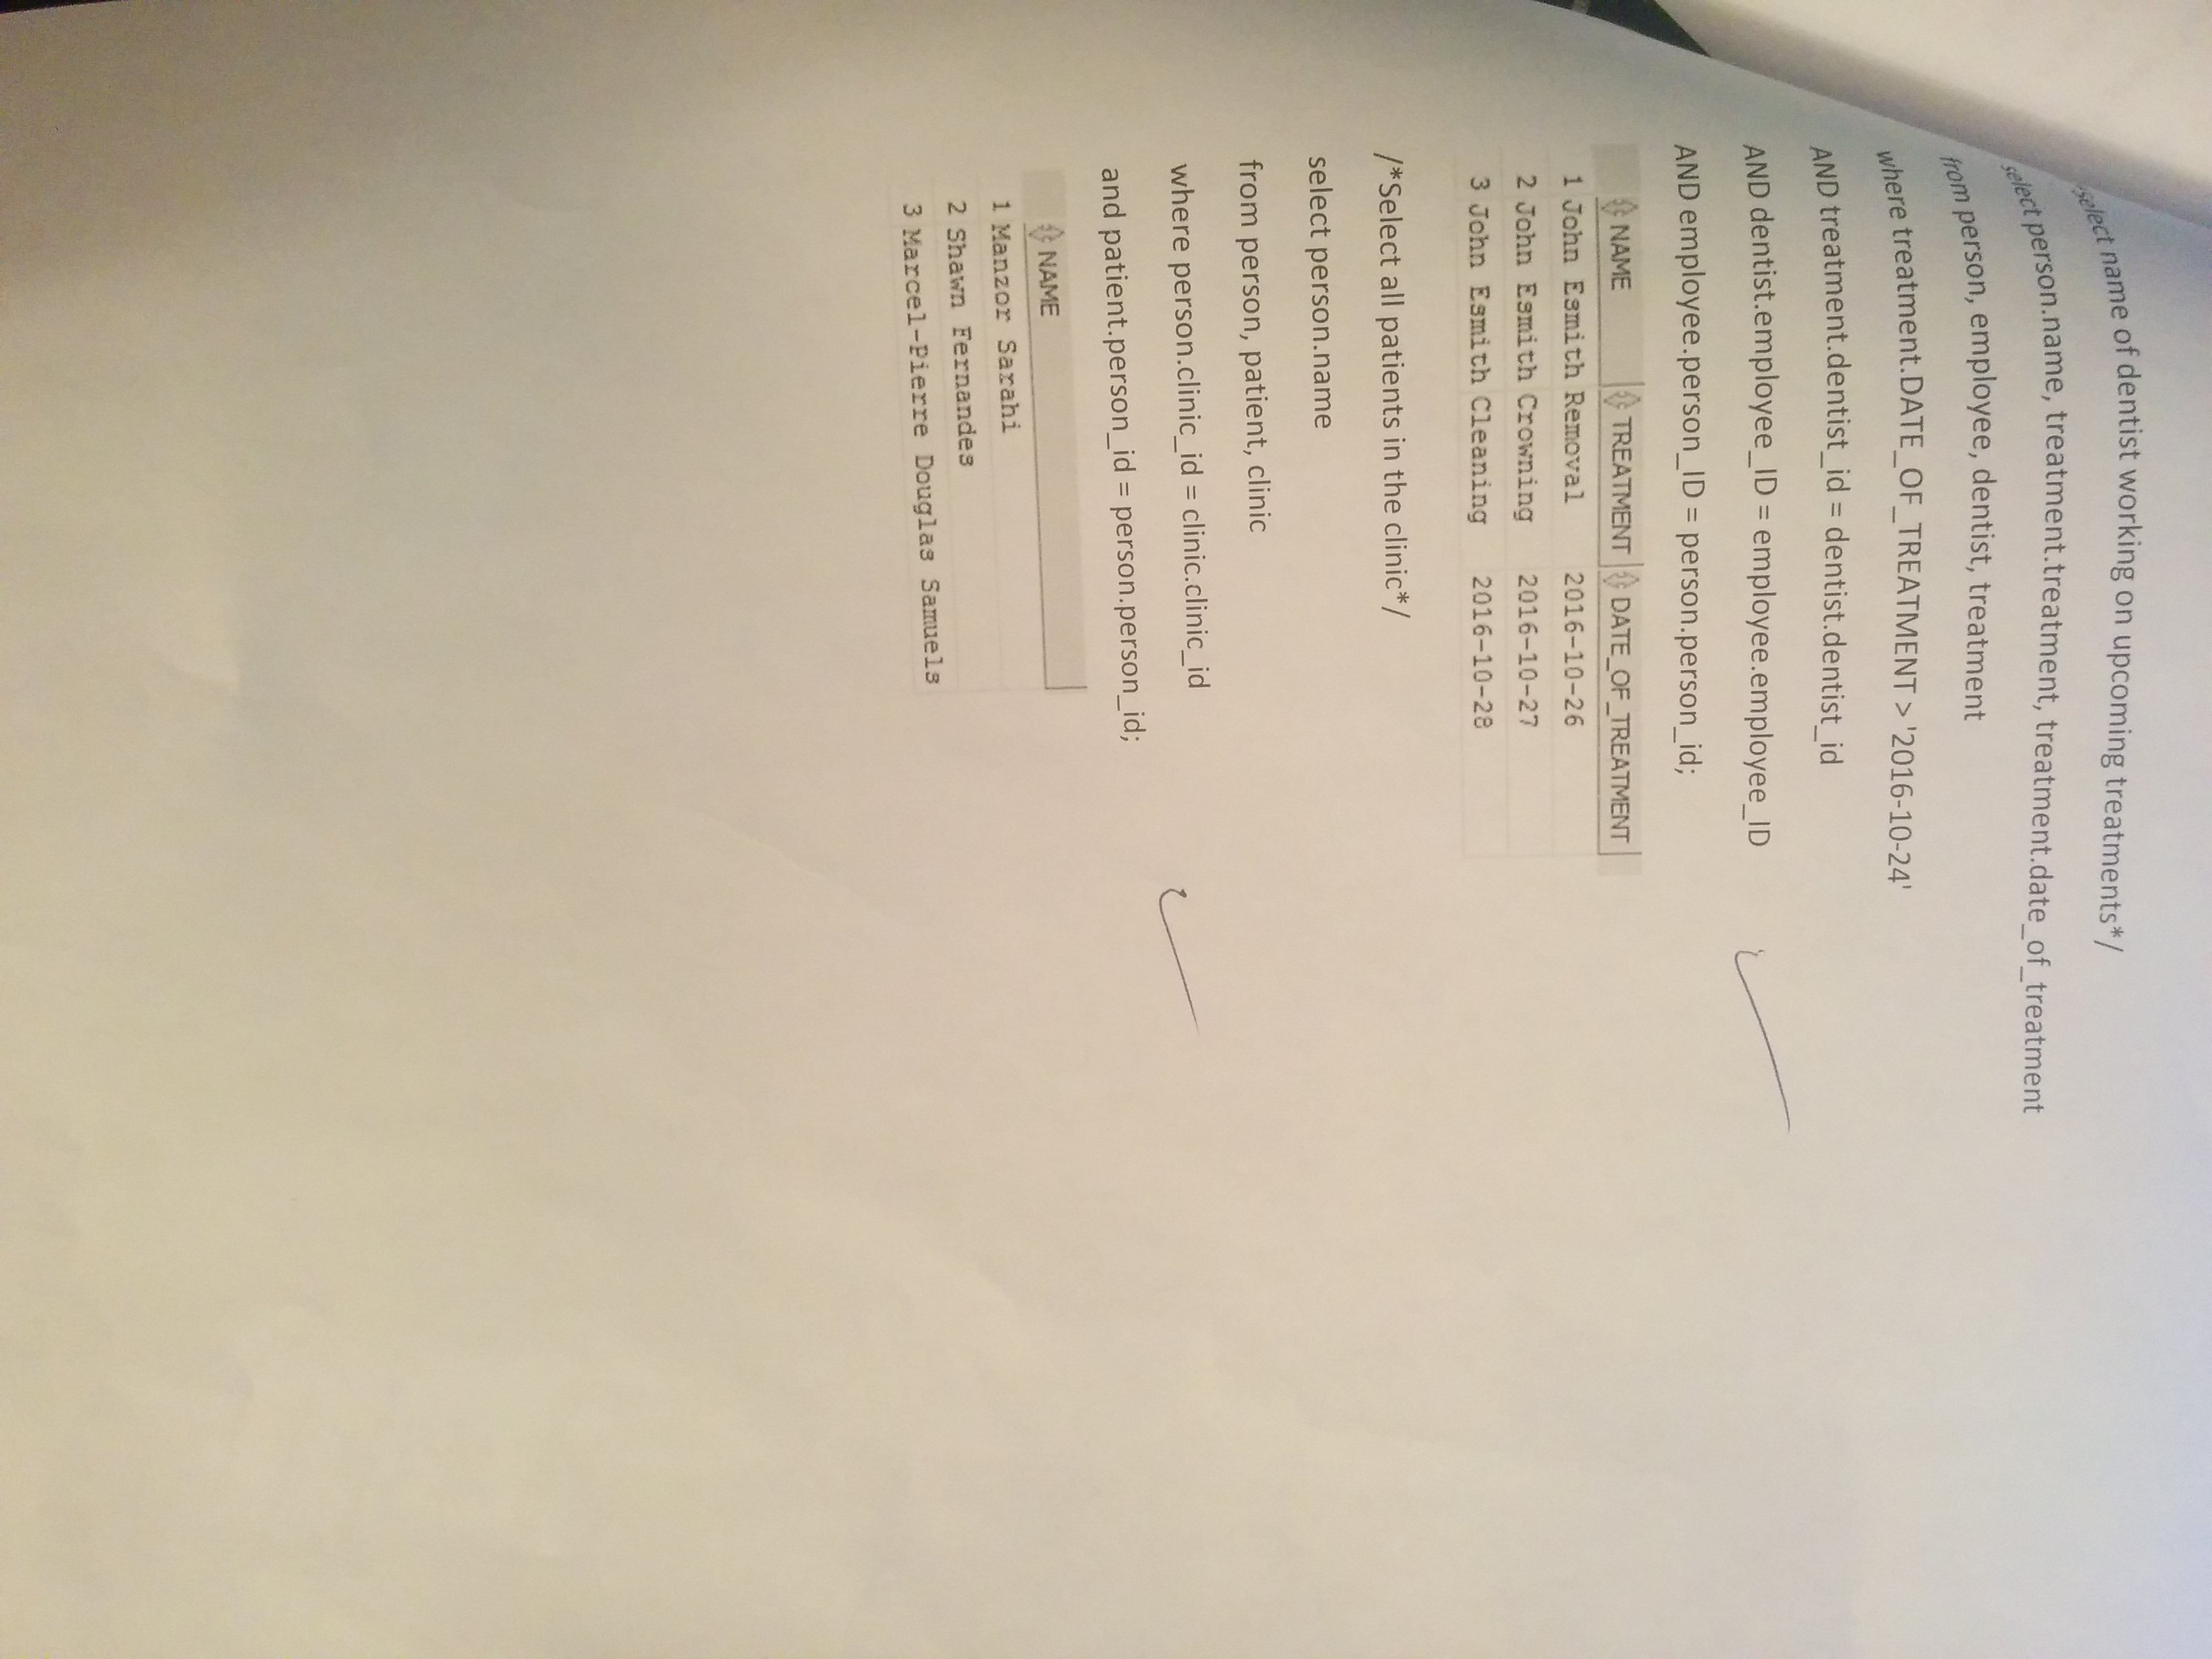 select name of dentist working on upcoming treatments*/
select person.name, treatment.treatment, treatment.date_of_treatment
from person, employee, dentist, treatment
where treatment.DATE_OF_TREATMENT > '2016-10-24'
AND treatment.dentist_id = dentist.dentist_id
AND dentist.employee_ID = employee.employee_ID
AND employee.person_ID = person.person_id;
NAME TREATMENT DATE_OF_TREATMENT
1 John Esmith Removal 2016-10-26
2 John Esmith Crowning 2016-10-27
3 John Esmith Cleaning 2016-10-28
/*Select all patients in the clinic*/
select person.name
from person, patient, clinic
where person.clinic_id = clinic.clinic_id
and patient.person_id = person.person_id;
NAME
1 Manzor Sarahi
2 Shawn Fernandes
3 Marcel-Pierre Douglas Samuels